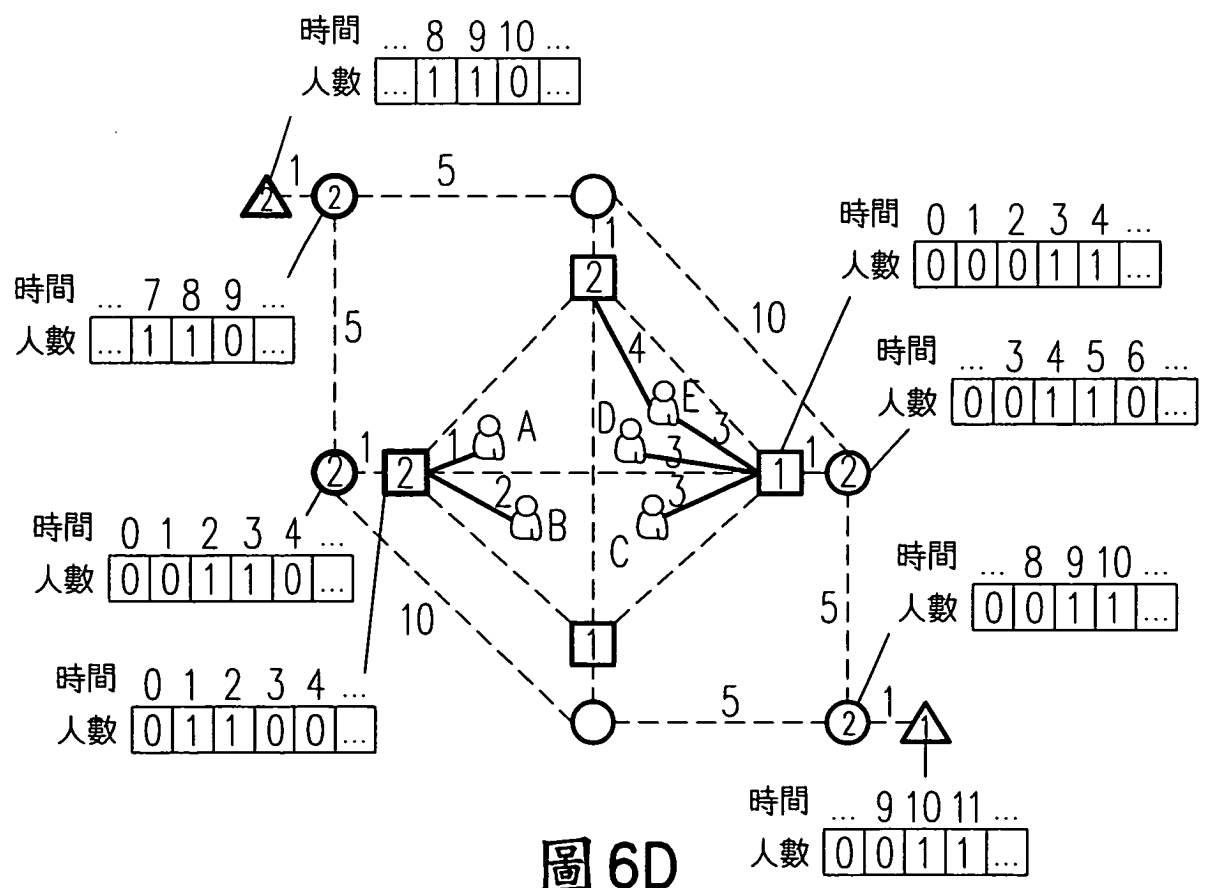 時間 ... 8 9 10 ...
人數 ... 1 1 0 ...
1 5
2 2
1
2
時間 0 1 2 3 4 ...
人數 0 0 0 1 1 ...
時間 ... 7 8 9 ...
人數 ... 1 1 0 ...
5 10
4
時間 ... 3 4 5 6 ...
人數 0 0 1 1 0 ...
A D E
1 3 3
2 1 2 1 1 2
2 B 3
C
時間 0 1 2 3 4 ...
人數 0 0 1 1 0 ...
10 5
時間 ... 8 9 10 ...
人數 0 0 1 1 ...
1
時間 0 1 2 3 4 ...
人數 0 1 1 0 0 ...
5 2 1 1
時間 ... 9 10 11 ...
人數 0 0 1 1 ...
圖 6D